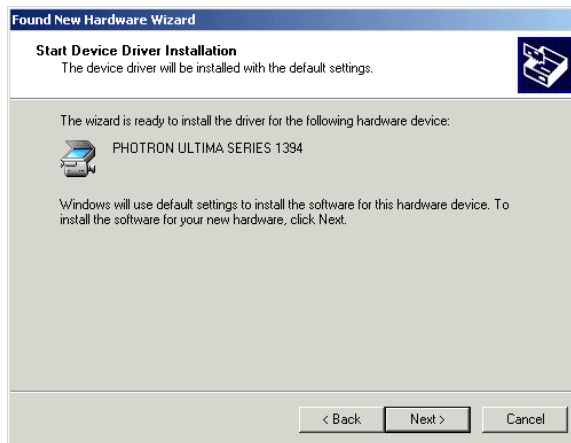 Found New Hardware Wizard
Start Device Driver Installation
The device driver will be installed with the default settings.
The wizard is ready to install the driver for the following hardware device:
PHOTRON ULTIMA SERIES 1394
Windows will use default settings to install the software for this hardware device. To
install the software for your new hardware, click Next.
< Back Next > Cancel